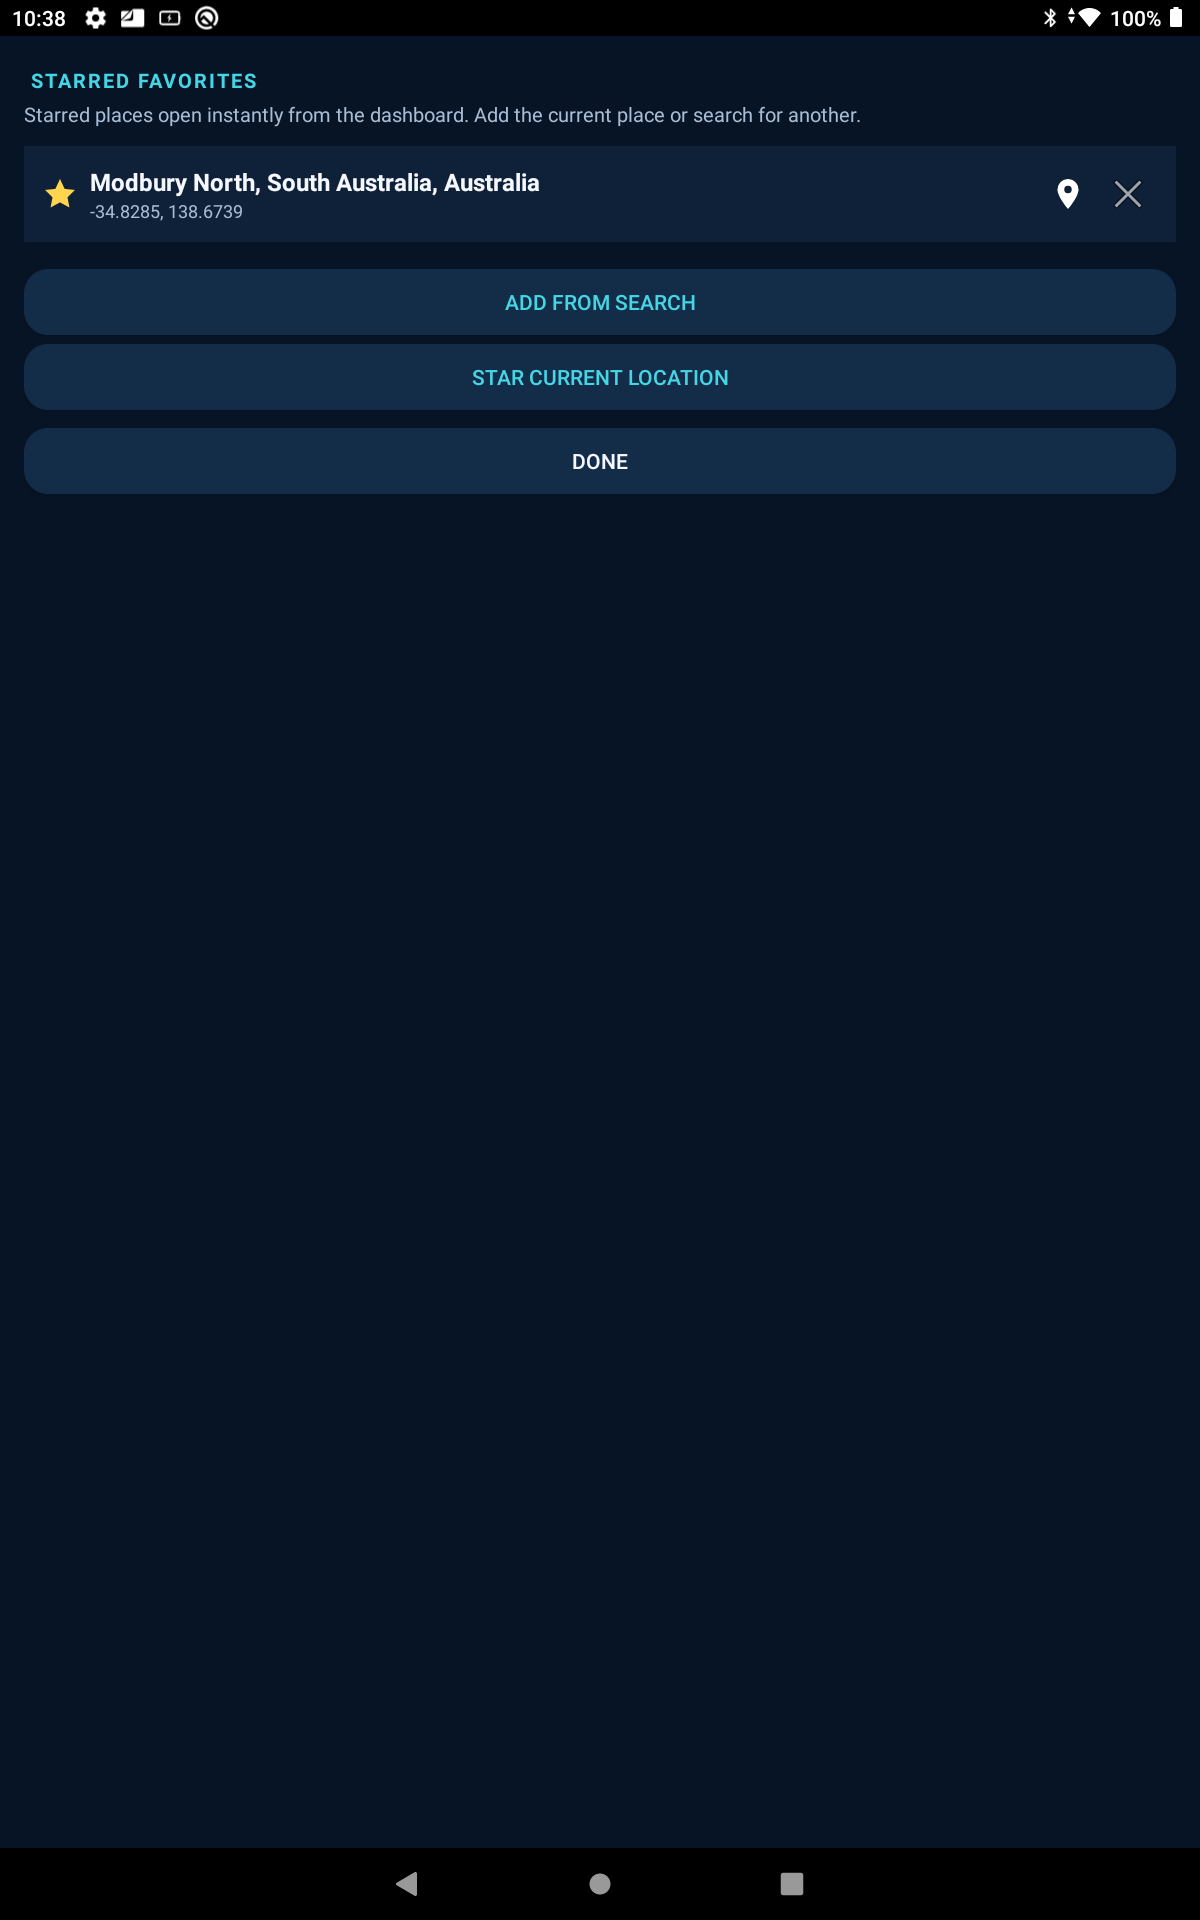 10:38
100%
STARRED FAVORITES
Starred places open instantly from the dashboard. Add the current place or search for another.
Modbury North, South Australia, Australia
-34.8285, 138.6739
ADD FROM SEARCH
STAR CURRENT LOCATION
DONE